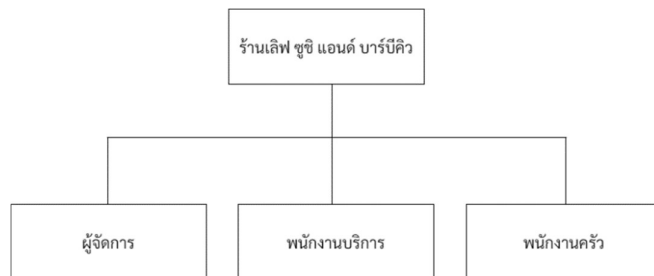 ร้านเลิฟ ซูชิ แอนด์ บาร์บีคิว
ผู้จัดการ
พนักงานบริการ
พนักงานครัว